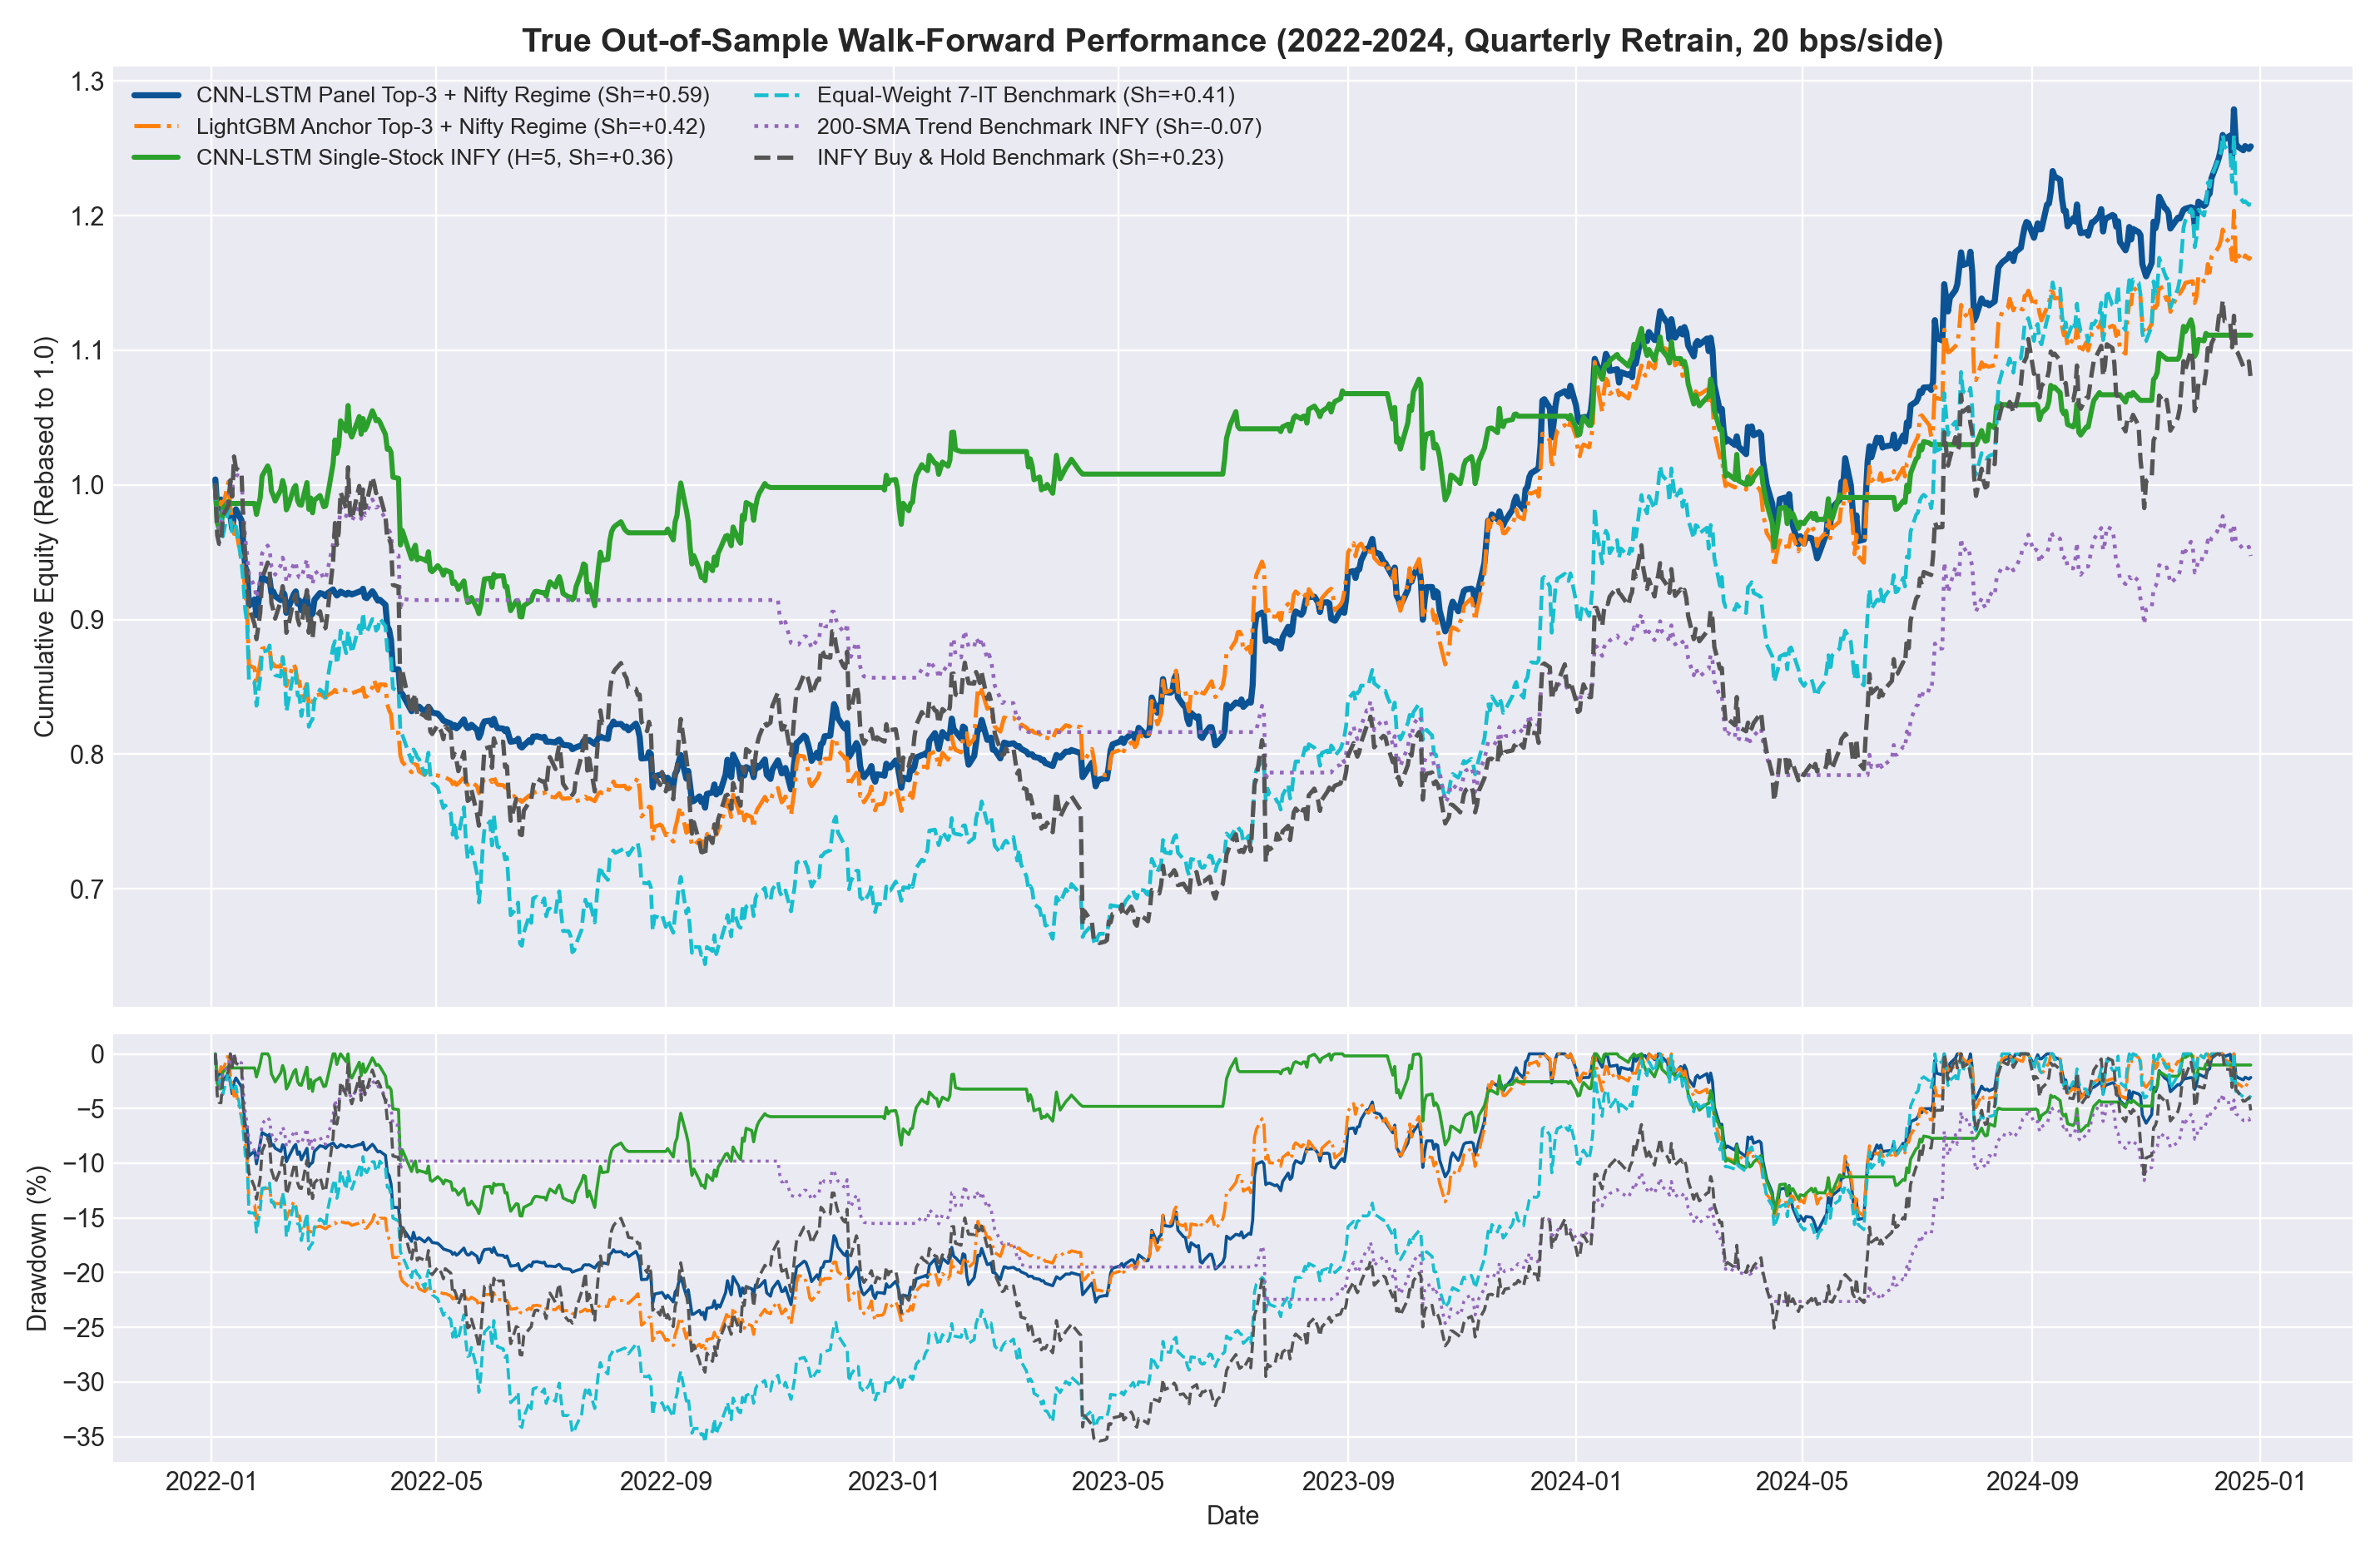 True Out-of-Sample Walk-Forward Performance (2022-2024, Quarterly Retrain, 20 bps/side)
CNN-LSTM Panel Top-3 + Nifty Regime (Sh=+0.59)
LightGBM Anchor Top-3 + Nifty Regime (Sh=+0.42)
CNN-LSTM Single-Stock INFY (H=5, Sh=+0.36)
Equal-Weight 7-IT Benchmark (Sh=+0.41)
200-SMA Trend Benchmark INFY (Sh=-0.07)
INFY Buy & Hold Benchmark (Sh=+0.23)
Cumulative Equity (Rebased to 1.0)
1.3
1.2
1.1
1.0
0.9
0.8
0.7
Drawdown (%)
0
−5
−10
−15
−20
−25
−30
−35
2022-01
2022-05
2022-09
2023-01
2023-05
2023-09
2024-01
2024-05
2024-09
2025-01
Date